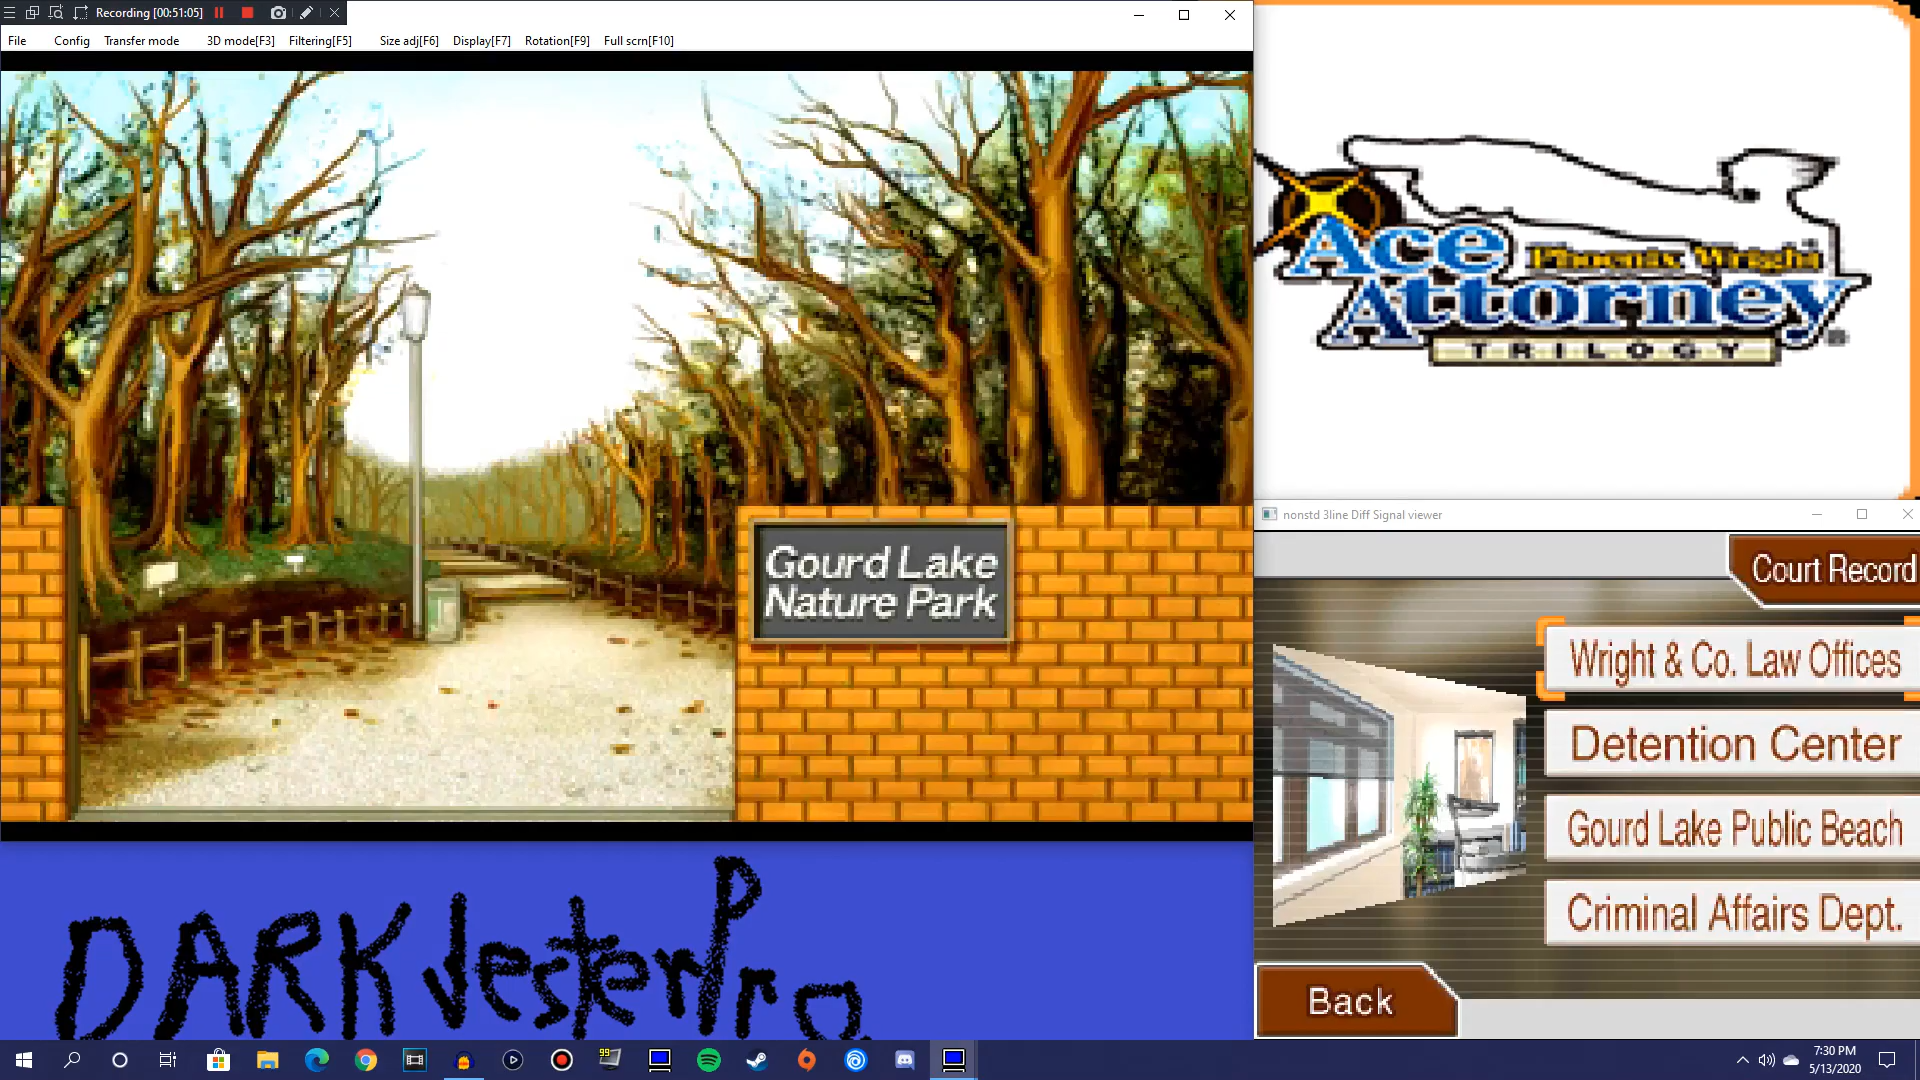 Recording [00:51:05]
File Config Transfer mode 3D mode[F3] Filtering[F5] Size adj[F6] Display[F7] Rotation[F9] Full scrn[F10]
Gourd Lake
Nature Park
Phoenix Wright
Ace
Attorney®
TRILOGY
nonstd 3line Diff Signal viewer
Court Record
Wright & Co. Law Offices
Detention Center
Gourd Lake Public Beach
Criminal Affairs Dept.
Back
DARKJesterPro
99
7:30 PM
5/13/2020